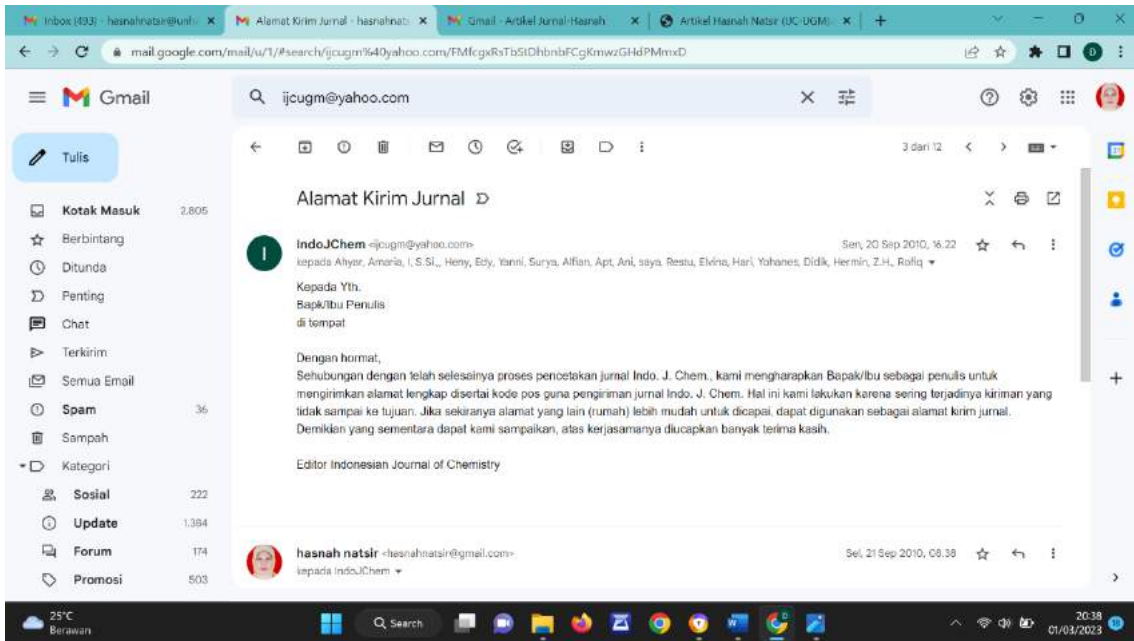 Inbox (493) - hasnahnatsir@unh
Alamat Kirim Jurnal - hasnahnats
Gmail - Artikel Jurnal-Hasnah
Artikel Hasnah Natsir (IJC-UGM)
mail.google.com/mail/u/1/#search/ijcugm%40yahoo.com/
D
Gmail
ijcugm@yahoo.com
Tulis
3 dari 12
Alamat Kirim Jurnal
Kotak Masuk 2.805
Berbintang
Ditunda
Penting
Chat
Terkirim
Semua Email
Spam 36
Sampah
Kategori
Sosial 222
Update 1.384
Forum 174
Promosi 503
I
IndoJChem <ijcugm@yahoo.com> Sen, 20 Sep 2010, 16.22
kepada Ahyar, Amaria, I, S.Si., Heny, Edy, Yanni, Surya, Alfian, Apt, Ani, saya, Restu, Elvina, Hari, Yohanes, Didik, Hermin, Z.H., Rofiq
Kepada Yth.
Bapk/Ibu Penulis
di tempat
Dengan hormat,
Sehubungan dengan telah selesainya proses pencetakan jurnal Indo. J. Chem., kami mengharapkan Bapak/Ibu sebagai penulis untuk
mengirimkan alamat lengkap disertai kode pos guna pengiriman jurnal Indo. J. Chem. Hal ini kami lakukan karena sering terjadinya kiriman yang
tidak sampai ke tujuan. Jika sekiranya alamat yang lain (rumah) lebih mudah untuk dicapai, dapat digunakan sebagai alamat kirim jurnal.
Demikian yang sementara dapat kami sampaikan, atas kerjasamanya diucapkan banyak terima kasih.
Editor Indonesian Journal of Chemistry
hasnah natsir <hasnahnatsir@gmail.com> Sel, 21 Sep 2010, 08.38
kepada IndoJChem
25°C
Berawan
Search
20:38
01/03/2023